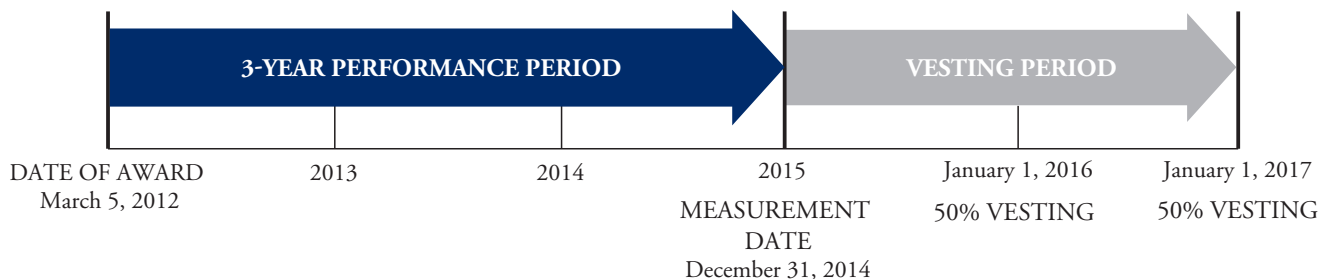 3-YEAR PERFORMANCE PERIOD
VESTING PERIOD
DATE OF AWARD
March 5, 2012
2013
2014
2015
MEASUREMENT
DATE
December 31, 2014
January 1, 2016
50% VESTING
January 1, 2017
50% VESTING